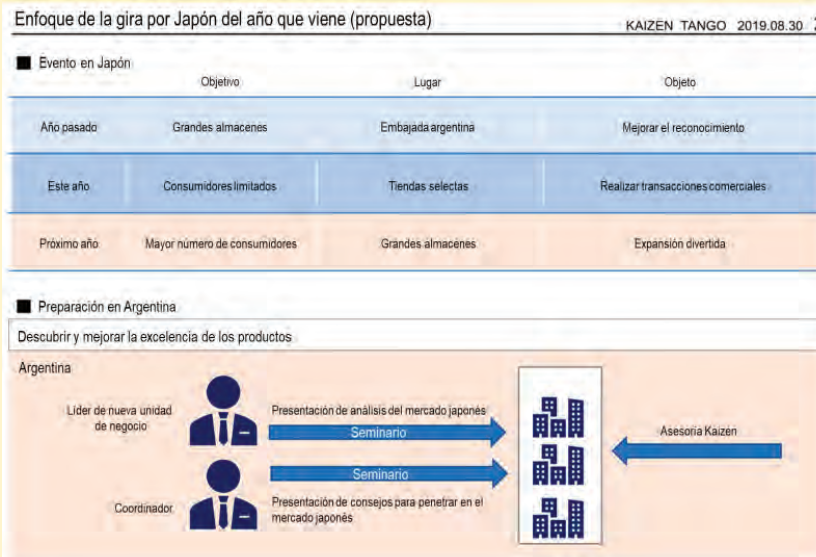 Enfoque de la gira por Japón del año que viene (propuesta)
KAIZEN TANGO 2019.08.30
Evento en Japón
Objetivo Lugar Objeto
Año pasado Grandes almacenes Embajada argentina Mejorar el reconocimiento
Este año Consumidores limitados Tiendas selectas Realizar transacciones comerciales
Próximo año Mayor número de consumidores Grandes almacenes Expansión divertida
Preparación en Argentina
Descubrir y mejorar la excelencia de los productos
Argentina
Líder de nueva unidad
de negocio
Presentación de análisis del mercado japonés
Seminario
Asesoría Kaizen
Seminario
Coordinador
Presentación de consejos para penetrar en el
mercado japonés